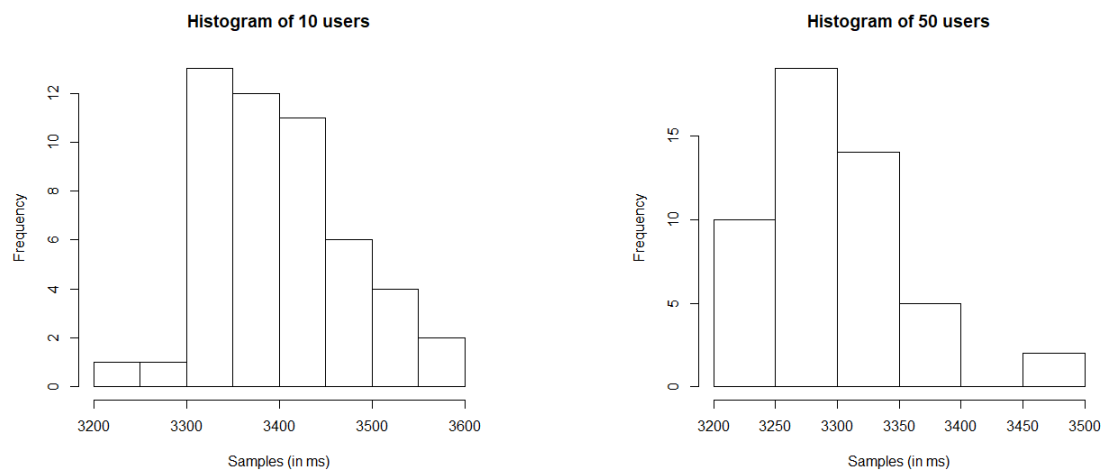 Histogram of 10 users
Frequency
0 2 4 6 8 10 12
3200 3300 3400 3500 3600
Samples (in ms)
Histogram of 50 users
Frequency
0 5 10 15
3200 3250 3300 3350 3400 3450 3500
Samples (in ms)